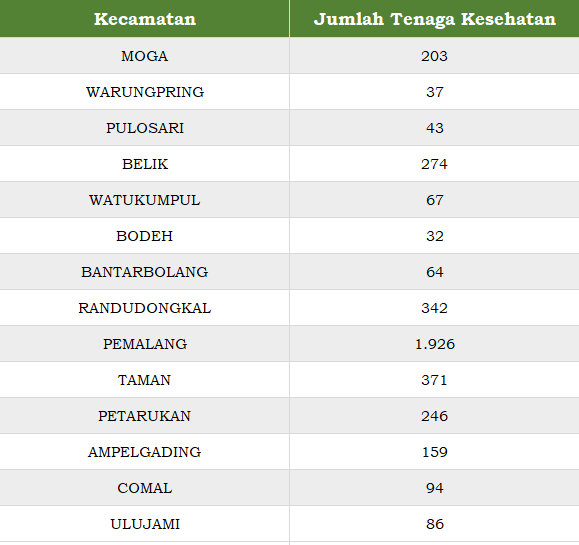 Kecamatan Jumlah Tenaga Kesehatan
MOGA 203
WARUNGPRING 37
PULOSARI 43
BELIK 274
WATUKUMPUL 67
BODEH 32
BANTARBOLANG 64
RANDUDONGKAL 342
PEMALANG 1.926
TAMAN 371
PETARUKAN 246
AMPELGADING 159
COMAL 94
ULUJAMI 86